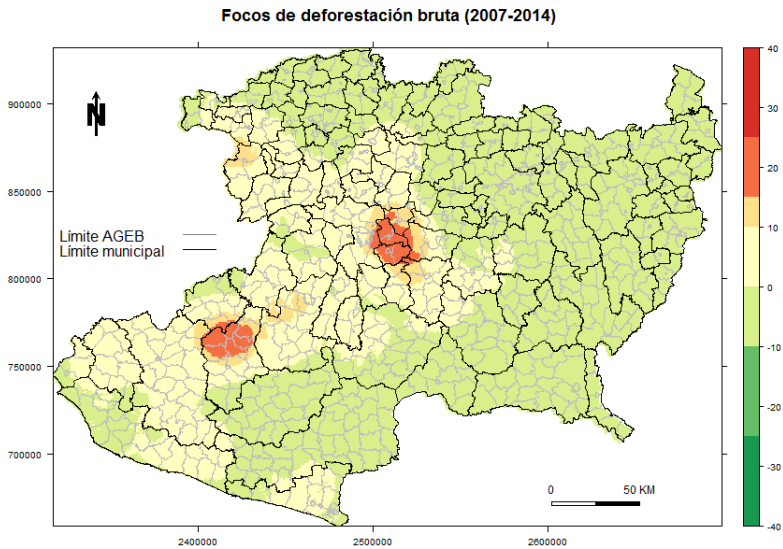 Focos de deforestación bruta (2007-2014)
N
900000
850000
800000
750000
700000
Límite AGEB
Límite municipal
0 50 KM
2400000 2500000 2600000
40
30
20
10
0
-10
-20
-30
-40